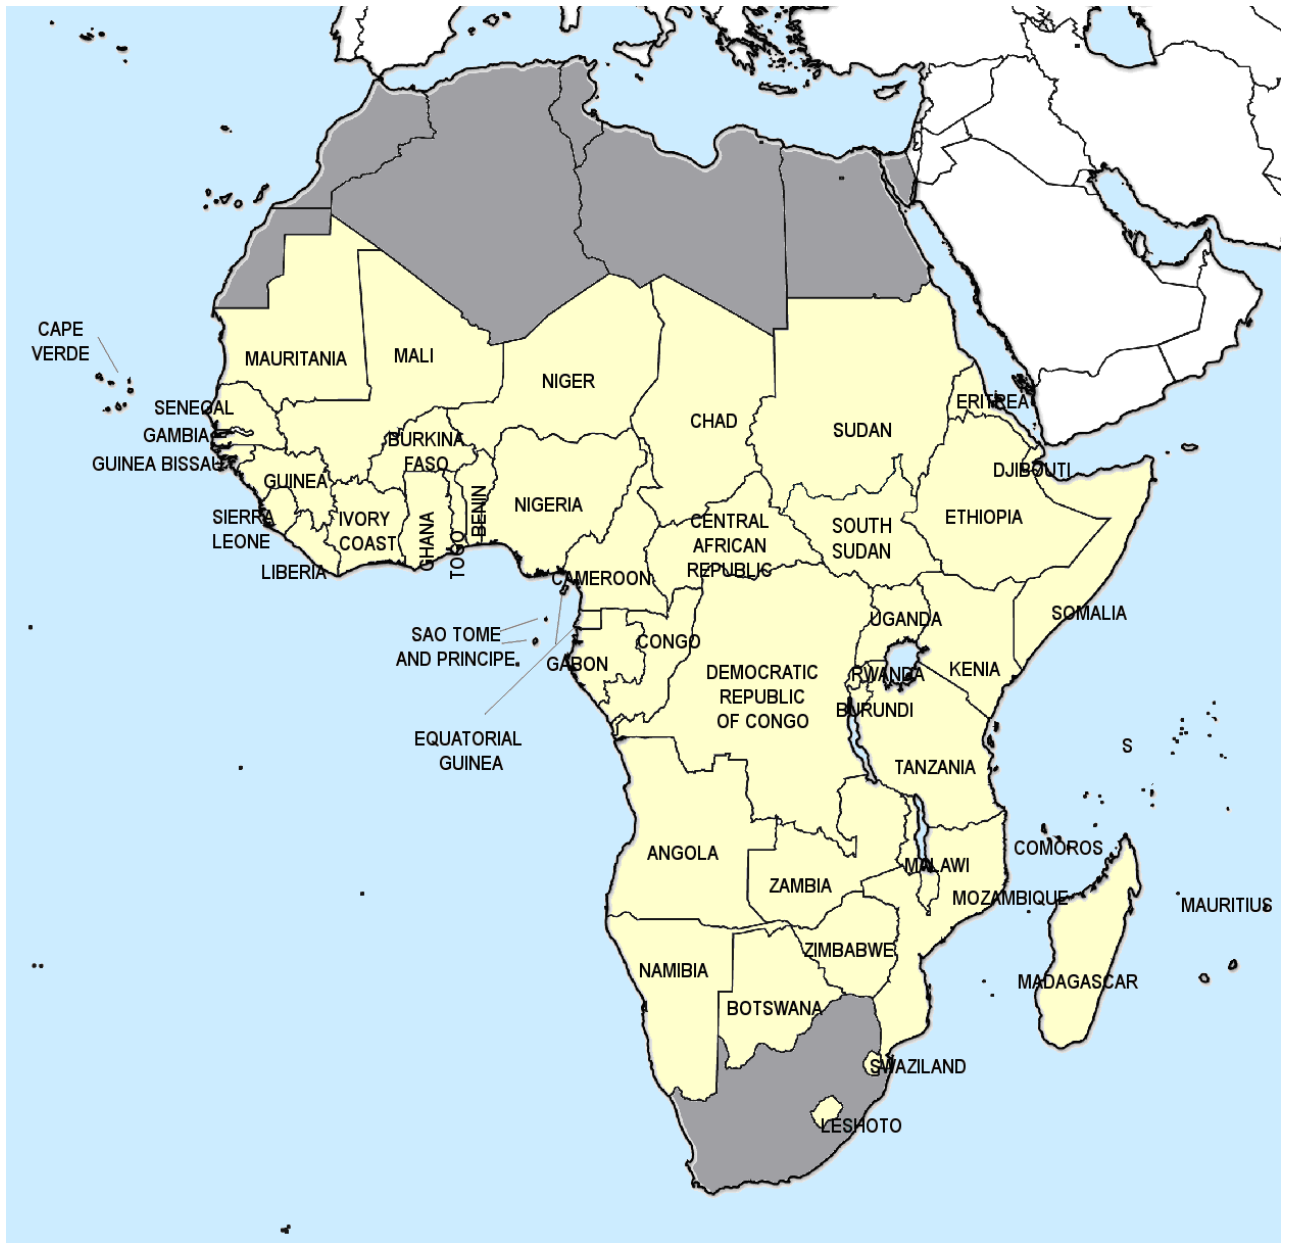 CAPE
VERDE
MAURITANIA
MALI
NIGER
CHAD
SUDAN
ERITREA
SENEGAL
GAMBIA
GUINEA BISSAU
GUINEA
BURKINA
FASO
DJIBOUTI
SIERRA
LEONE
LIBERIA
IVORY
COAST
GHANA
TOGO
BENIN
NIGERIA
CENTRAL
AFRICAN
REPUBLIC
SOUTH
SUDAN
ETHIOPIA
CAMEROON
SOMALIA
SAO TOME
AND PRINCIPE
EQUATORIAL
GUINEA
GABON
CONGO
DEMOCRATIC
REPUBLIC
OF CONGO
UGANDA
RWANDA
BURUNDI
KENIA
TANZANIA
S
ANGOLA
ZAMBIA
MALAWI
MOZAMBIQUE
COMOROS
MAURITIUS
NAMIBIA
ZIMBABWE
BOTSWANA
MADAGASCAR
SWAZILAND
LESHOTO